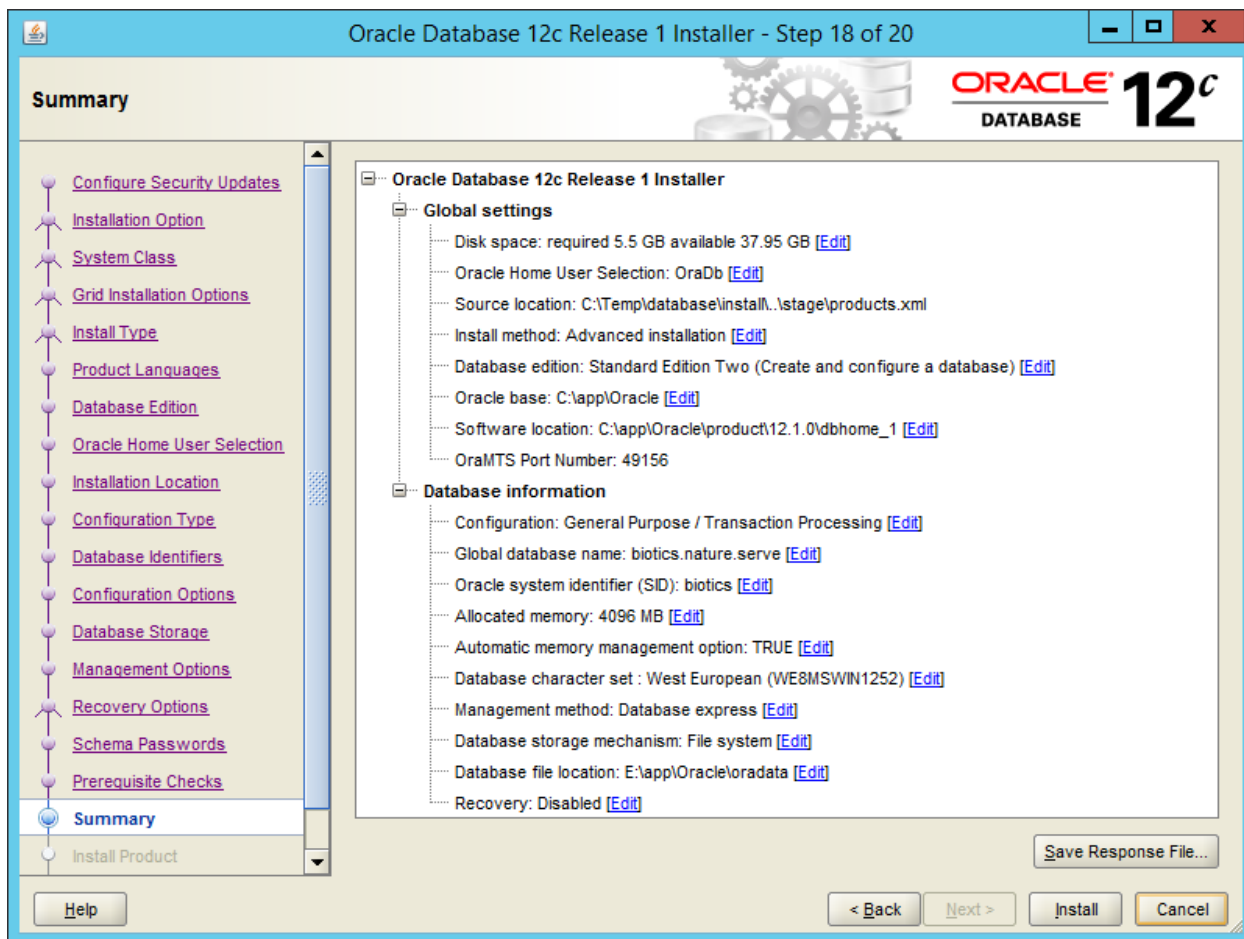 Oracle Database 12c Release 1 Installer - Step 18 of 20
Summary
ORACLE DATABASE 12c
Configure Security Updates
Installation Option
System Class
Grid Installation Options
Install Type
Product Languages
Database Edition
Oracle Home User Selection
Installation Location
Configuration Type
Database Identifiers
Configuration Options
Database Storage
Management Options
Recovery Options
Schema Passwords
Prerequisite Checks
Summary
Install Product
Oracle Database 12c Release 1 Installer
Global settings
Disk space: required 5.5 GB available 37.95 GB [Edit]
Oracle Home User Selection: OraDb [Edit]
Source location: C:\Temp\database\install\..\stage\products.xml
Install method: Advanced installation [Edit]
Database edition: Standard Edition Two (Create and configure a database) [Edit]
Oracle base: C:\app\Oracle [Edit]
Software location: C:\app\Oracle\product\12.1.0\dbhome_1 [Edit]
OraMTS Port Number: 49156
Database information
Configuration: General Purpose / Transaction Processing [Edit]
Global database name: biotics.nature.serve [Edit]
Oracle system identifier (SID): biotics [Edit]
Allocated memory: 4096 MB [Edit]
Automatic memory management option: TRUE [Edit]
Database character set : West European (WE8MSWIN1252) [Edit]
Management method: Database express [Edit]
Database storage mechanism: File system [Edit]
Database file location: E:\app\Oracle\oradata [Edit]
Recovery: Disabled [Edit]
Save Response File...
Help
< Back
Next >
Install
Cancel